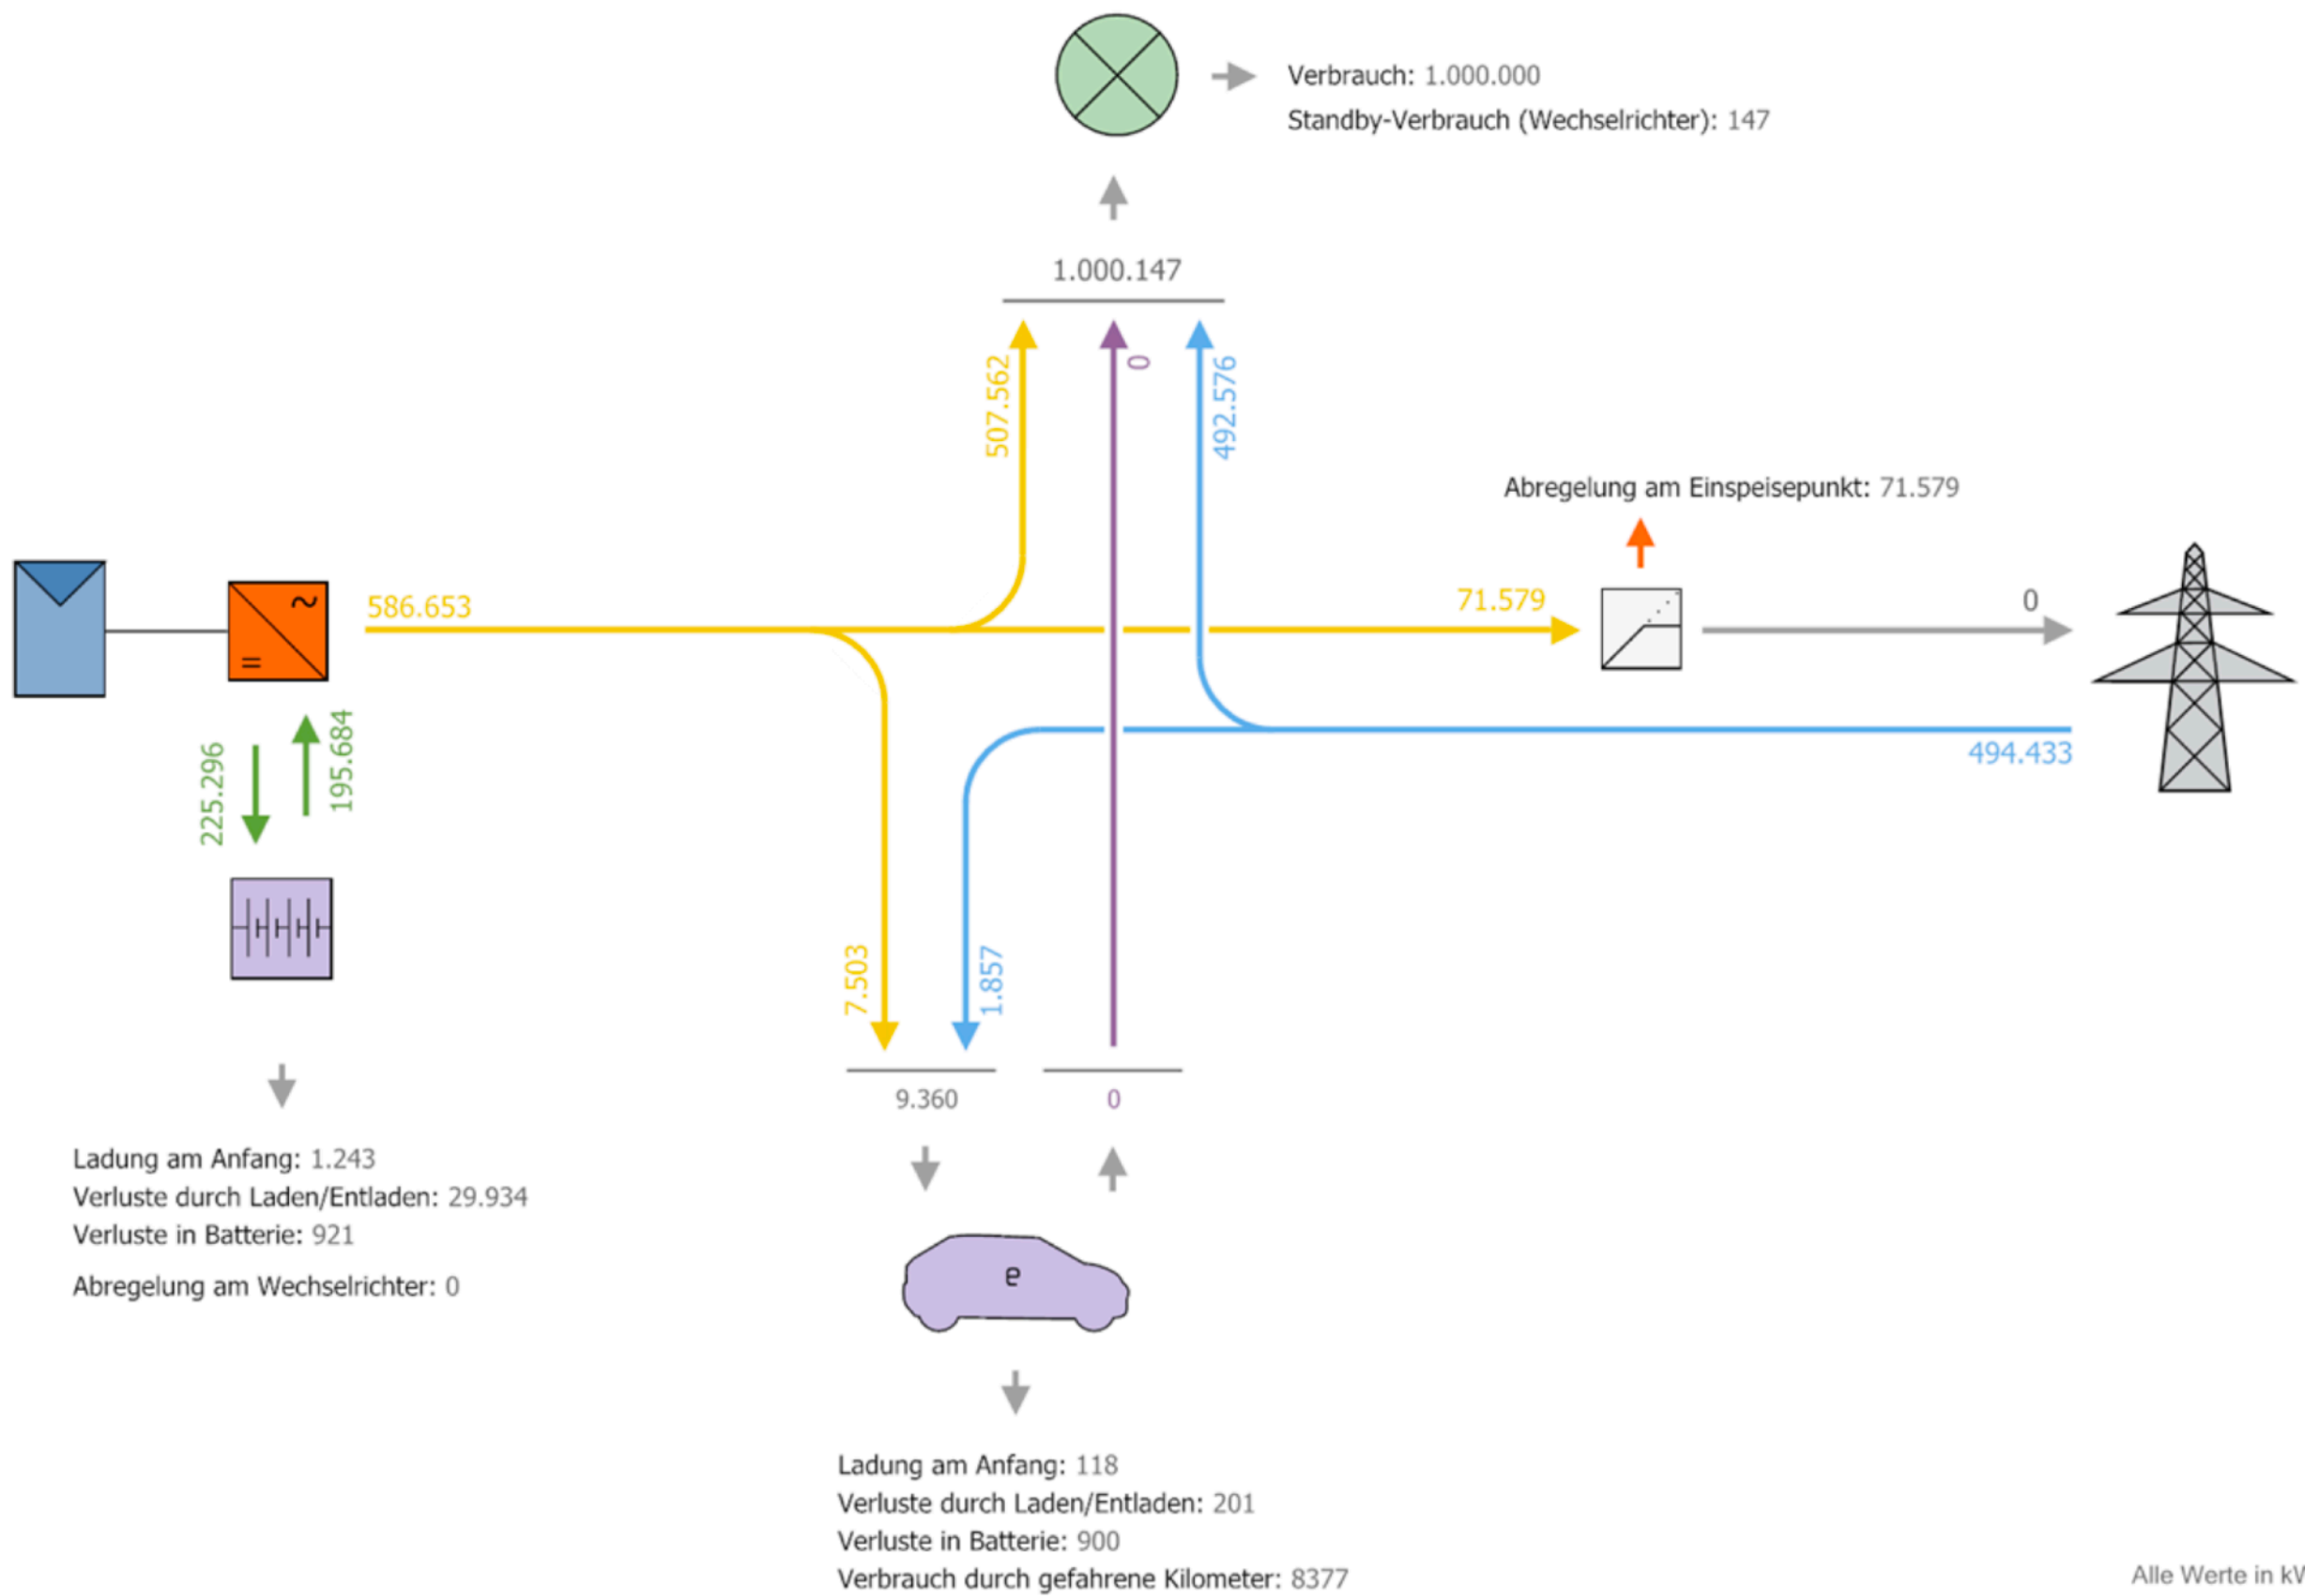 Verbrauch: 1.000.000
Standby-Verbrauch (Wechselrichter): 147
1.000.147
507.562
0
492.576
Abregelung am Einspeisepunkt: 71.579
586.653
71.579
0
~
=
494.433
225.296
195.684
7.503
1.857
9.360
0
Ladung am Anfang: 1.243
Verluste durch Laden/Entladen: 29.934
Verluste in Batterie: 921
Abregelung am Wechselrichter: 0
e
Ladung am Anfang: 118
Verluste durch Laden/Entladen: 201
Verluste in Batterie: 900
Verbrauch durch gefahrene Kilometer: 8377
Alle Werte in kW